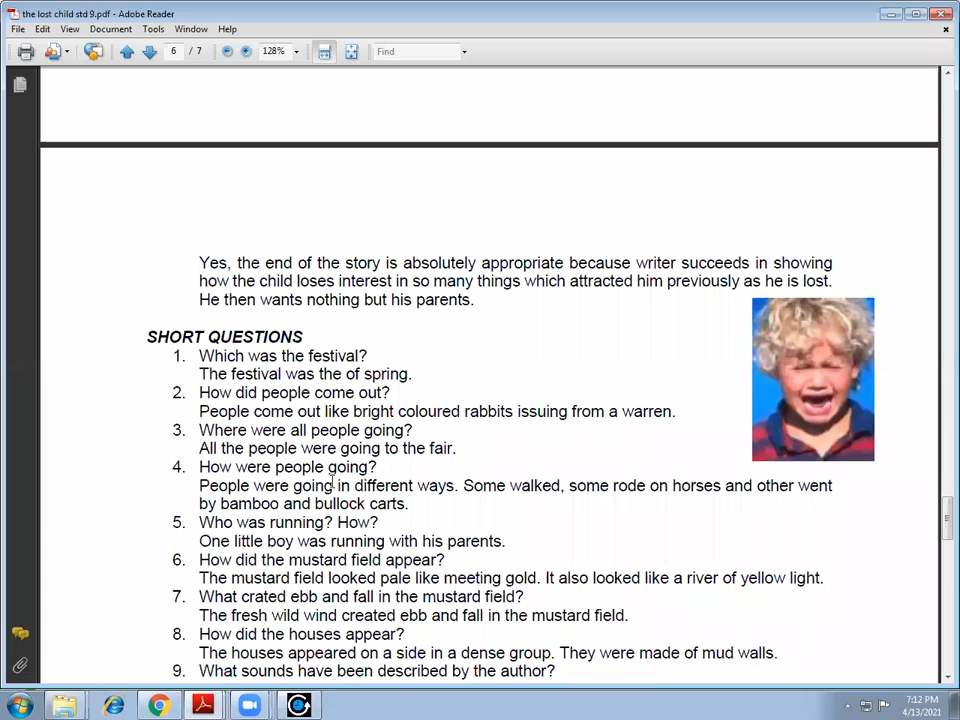 the lost child std 9.pdf - Adobe Reader
File Edit View Document Tools Window Help
6 / 7 128% Find
Yes, the end of the story is absolutely appropriate because writer succeeds in showing
how the child loses interest in so many things which attracted him previously as he is lost.
He then wants nothing but his parents.
SHORT QUESTIONS
1. Which was the festival?
The festival was the of spring.
2. How did people come out?
People come out like bright coloured rabbits issuing from a warren.
3. Where were all people going?
All the people were going to the fair.
4. How were people going?
People were going in different ways. Some walked, some rode on horses and other went
by bamboo and bullock carts.
5. Who was running? How?
One little boy was running with his parents.
6. How did the mustard field appear?
The mustard field looked pale like meeting gold. It also looked like a river of yellow light.
7. What crated ebb and fall in the mustard field?
The fresh wild wind created ebb and fall in the mustard field.
8. How did the houses appear?
The houses appeared on a side in a dense group. They were made of mud walls.
9. What sounds have been described by the author?
7:12 PM
4/13/2021